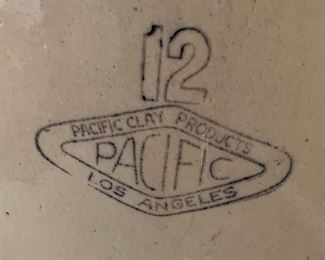 12
PACIFIC CLAY PRODUCTS
PACIFIC
LOS ANGELES